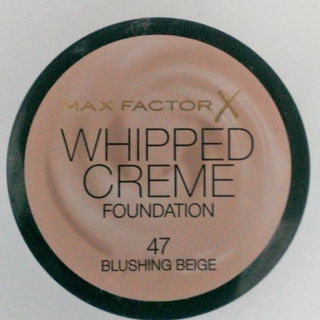 MAX FACTOR X
WHIPPED
CREME
FOUNDATION
47
BLUSHING BEIGE